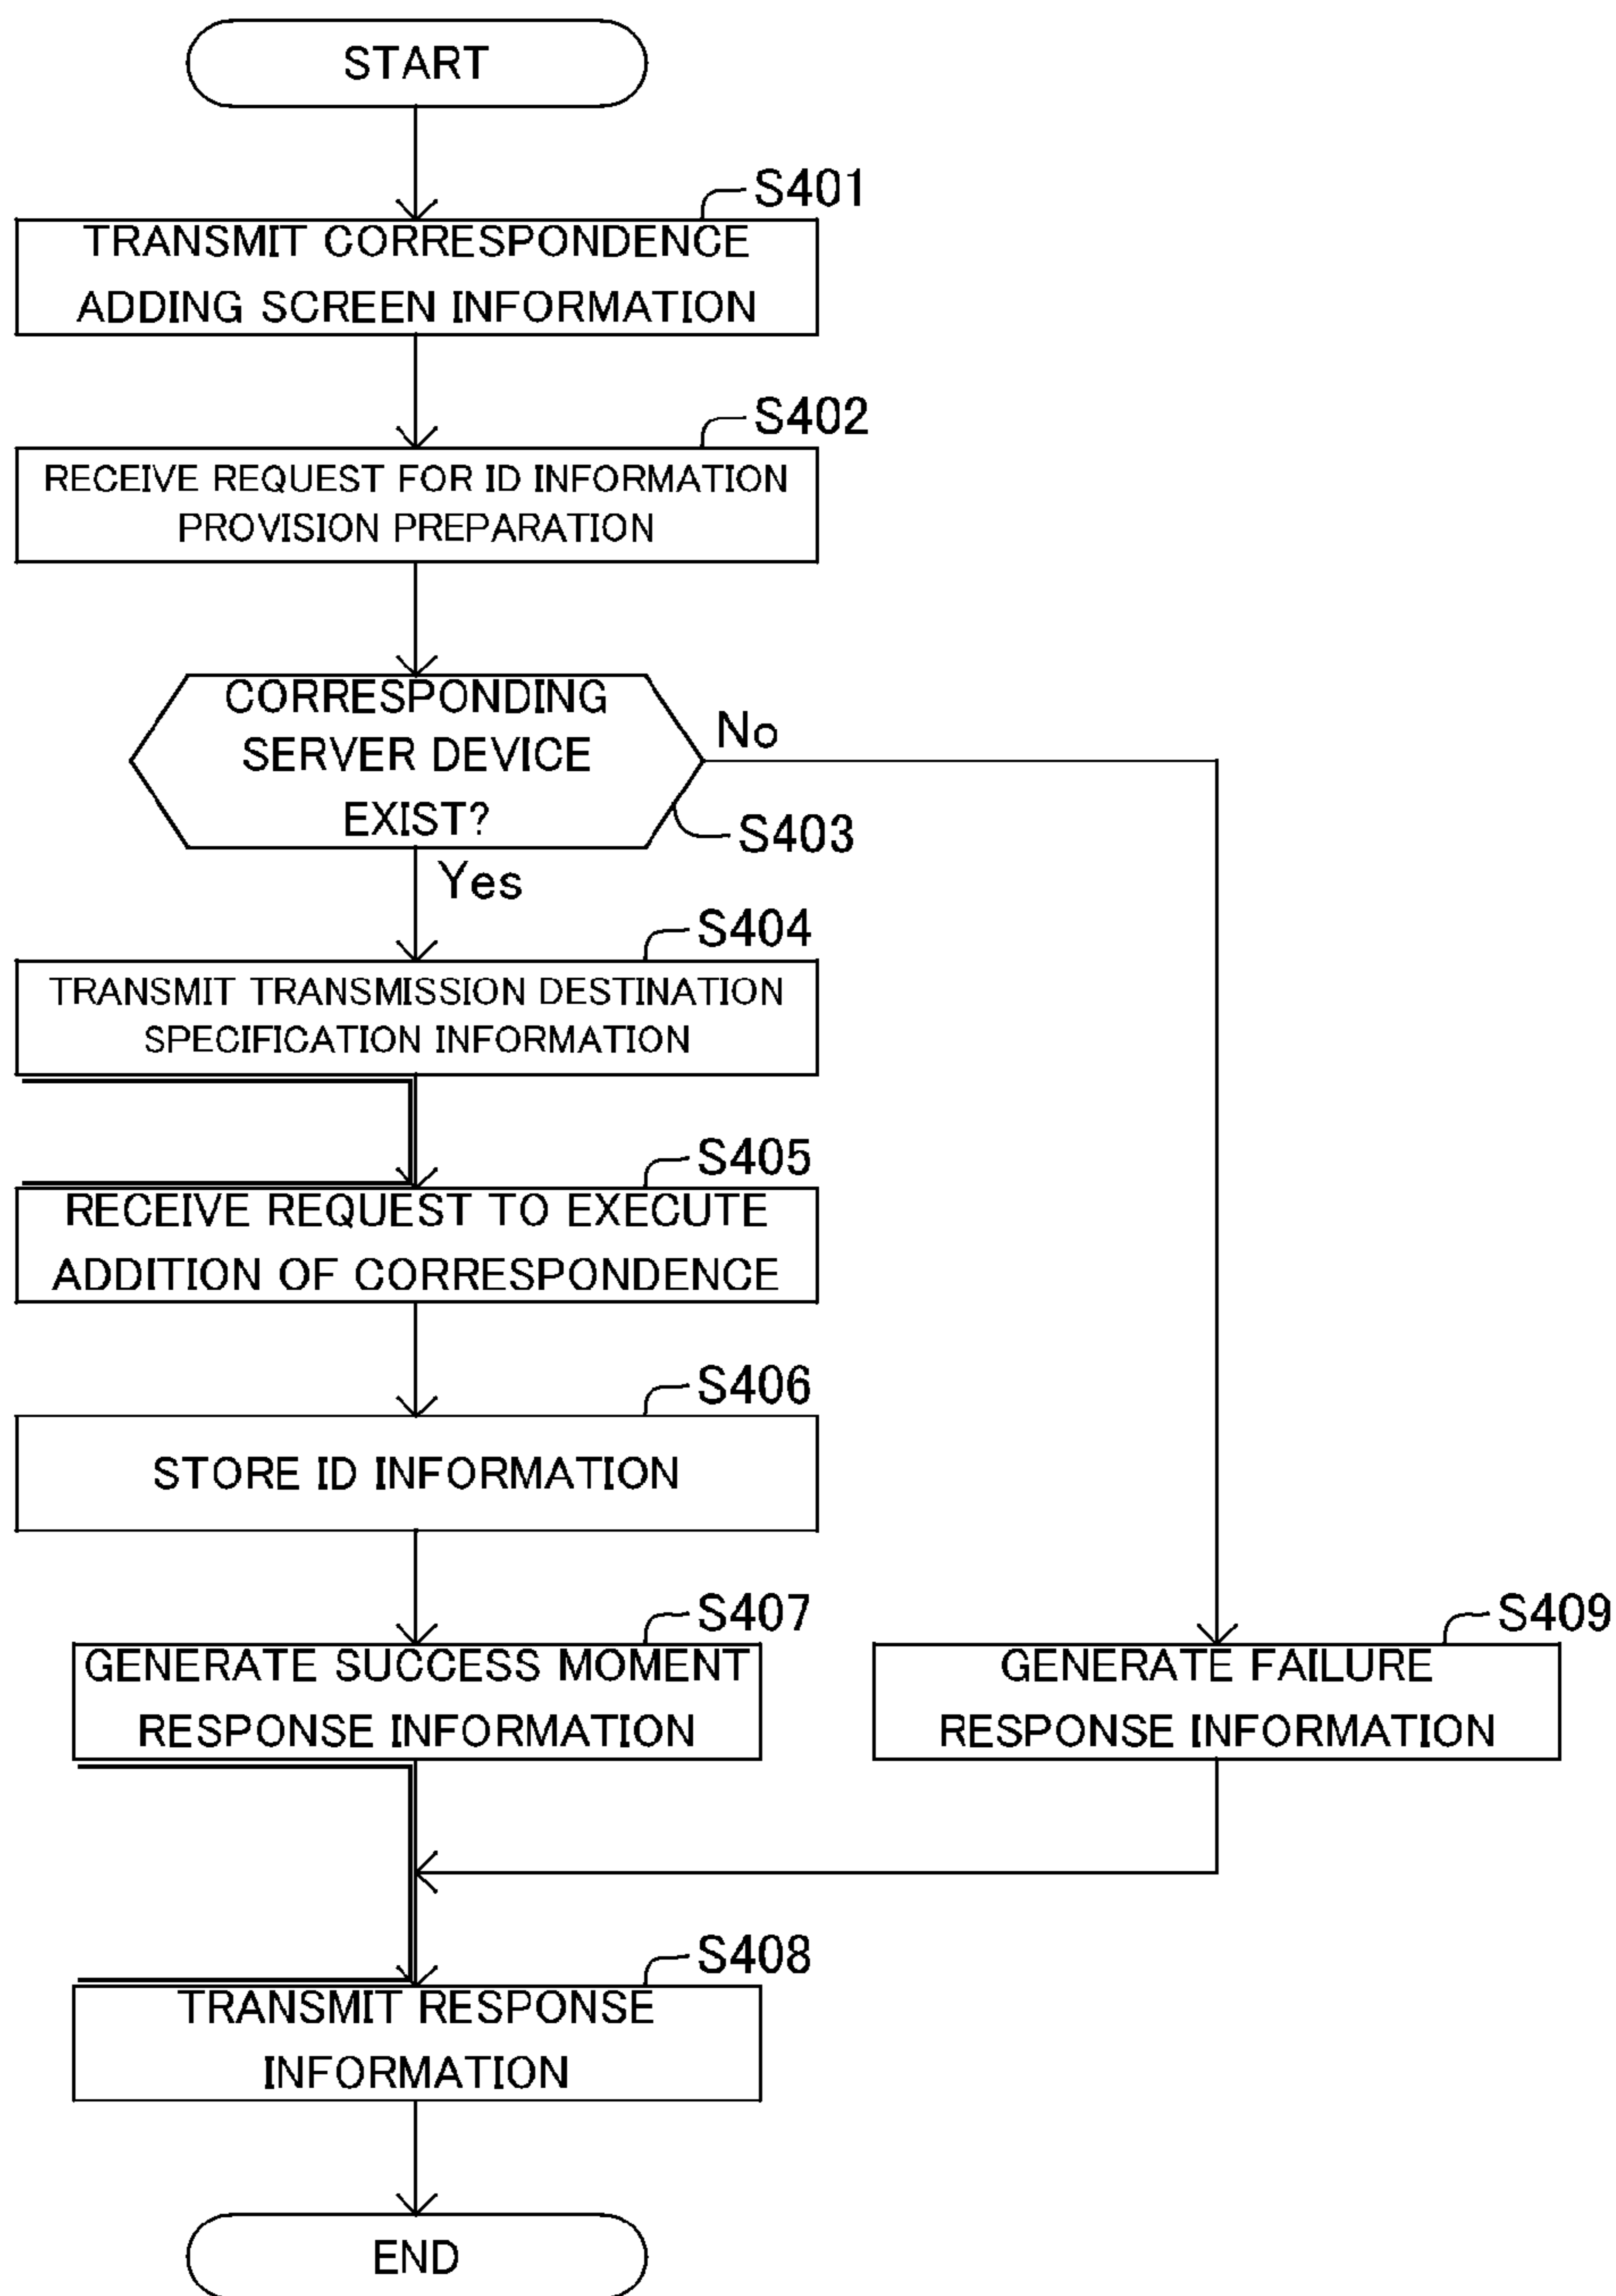 START
S401
TRANSMIT CORRESPONDENCE
ADDING SCREEN INFORMATION
S402
RECEIVE REQUEST FOR ID INFORMATION
PROVISION PREPARATION
CORRESPONDING
SERVER DEVICE
EXIST?
No
S403
Yes
S404
TRANSMIT TRANSMISSION DESTINATION
SPECIFICATION INFORMATION
S405
RECEIVE REQUEST TO EXECUTE
ADDITION OF CORRESPONDENCE
S406
STORE ID INFORMATION
S407
GENERATE SUCCESS MOMENT
RESPONSE INFORMATION
S409
GENERATE FAILURE
RESPONSE INFORMATION
S408
TRANSMIT RESPONSE
INFORMATION
END